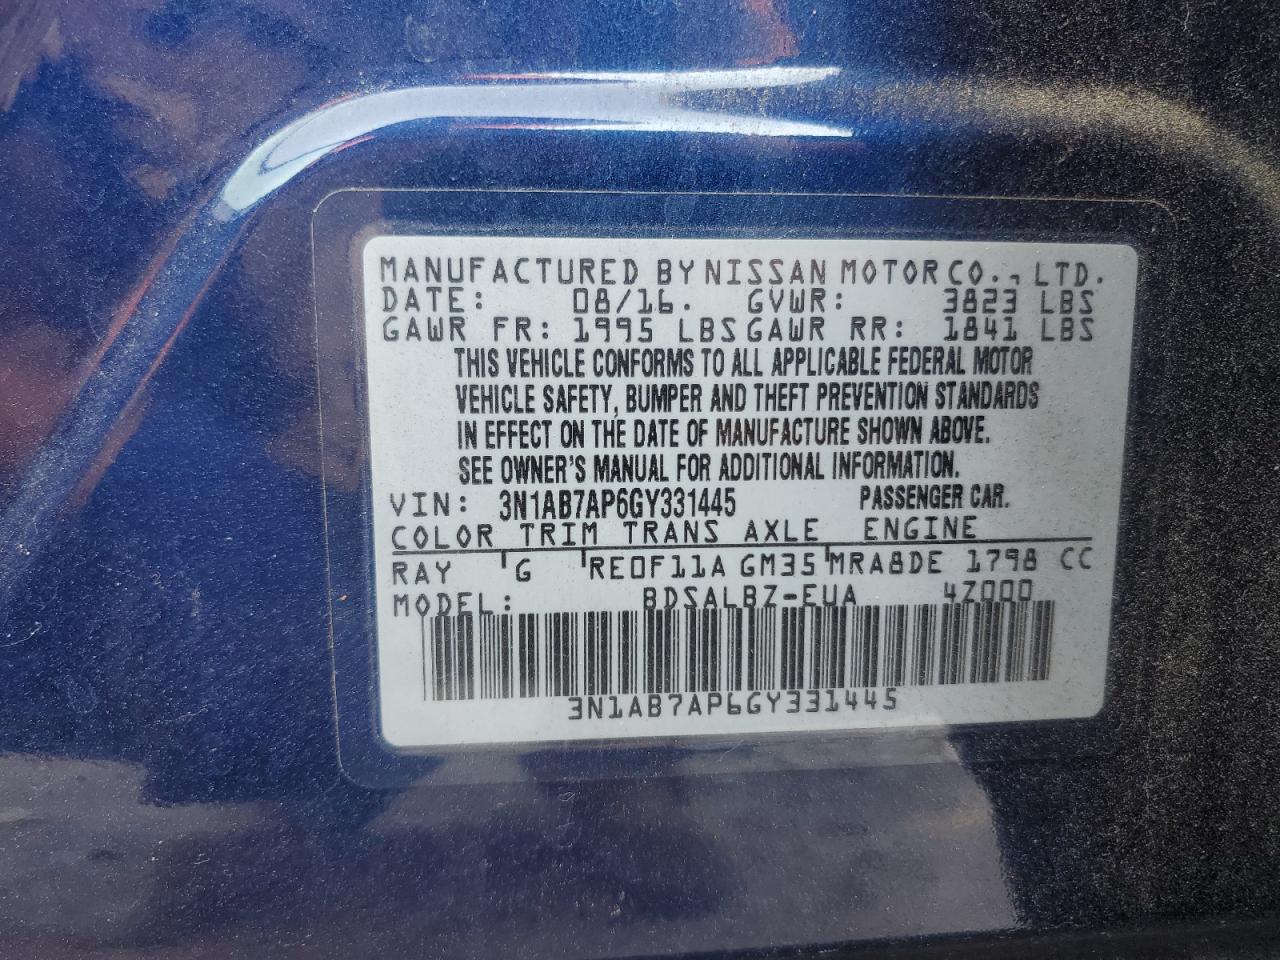 MANUFACTURED BY NISSAN MOTOR CO., LTD.
DATE: 08/16. GVWR: 3823 LBS
GAWR FR: 1995 LBS GAWR RR: 1841 LBS
THIS VEHICLE CONFORMS TO ALL APPLICABLE FEDERAL MOTOR
VEHICLE SAFETY, BUMPER AND THEFT PREVENTION STANDARDS
IN EFFECT ON THE DATE OF MANUFACTURE SHOWN ABOVE.
SEE OWNER'S MANUAL FOR ADDITIONAL INFORMATION.
VIN: 3N1AB7AP6GY331445 PASSENGER CAR.
COLOR TRIM TRANS AXLE ENGINE
RAY G RE0F11A GM35 MRA8DE 1798 CC
MODEL: BDSALBZ-EUA 4Z000
3N1AB7AP6GY331445